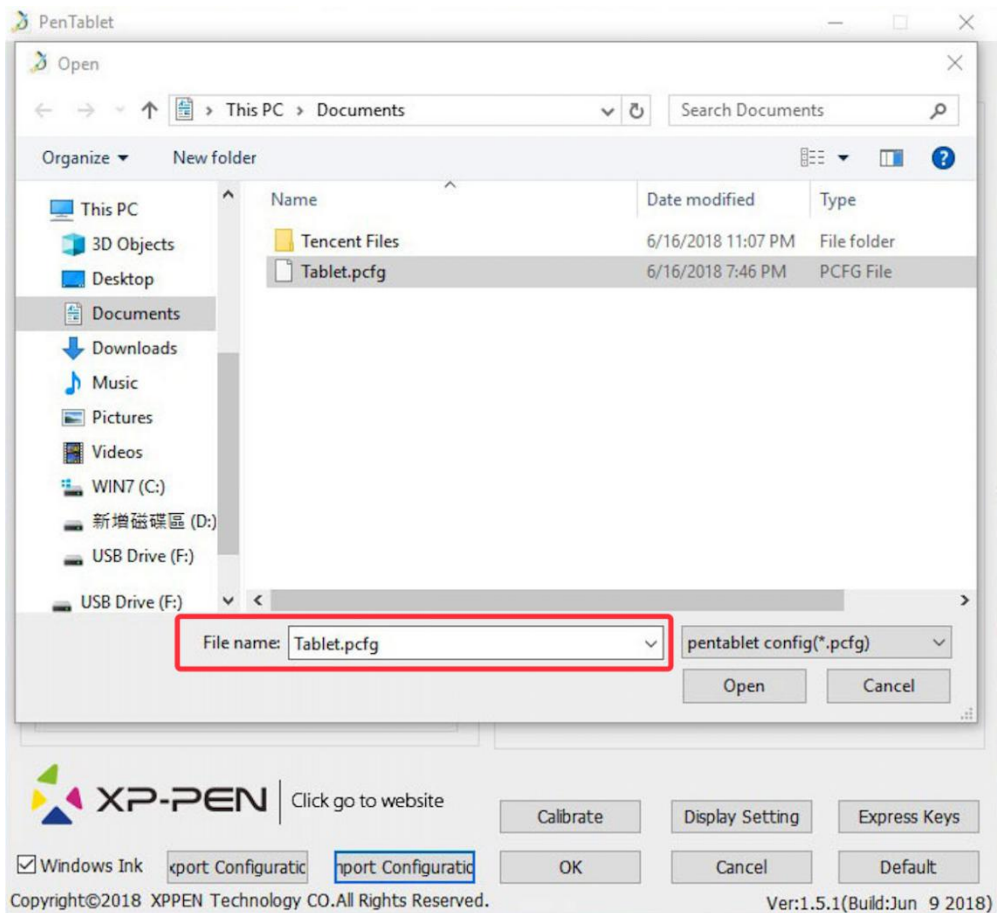 PenTablet
Open
This PC > Documents
Search Documents
Organize
New folder
Name
Date modified
Type
This PC
3D Objects
Desktop
Documents
Downloads
Music
Pictures
Videos
WIN7 (C:)
新增磁碟區 (D:)
USB Drive (F:)
USB Drive (F:)
Tencent Files 6/16/2018 11:07 PM File folder
Tablet.pcfg 6/16/2018 7:46 PM PCFG File
File name: Tablet.pcfg
pentablet config(*.pcfg)
Open
Cancel
XP-PEN
Click go to website
Calibrate
Display Setting
Express Keys
Windows Ink
xport Configuratic
nport Configuratic
OK
Cancel
Default
Copyright©2018 XPPEN Technology CO.All Rights Reserved.
Ver:1.5.1(Build:Jun 9 2018)